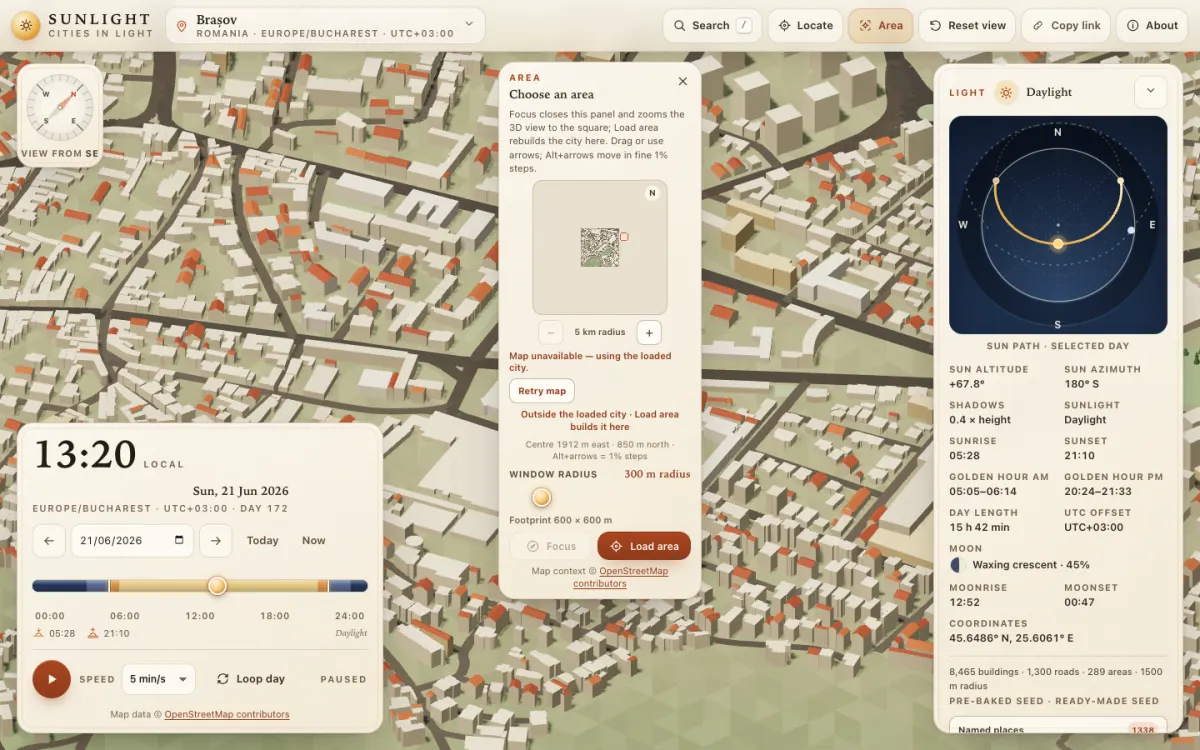 SUNLIGHT
CITIES IN LIGHT
Brașov
ROMANIA · EUROPE/BUCHAREST · UTC+03:00
Search /
Locate
Area
Reset view
Copy link
About
N
W
S
E
VIEW FROM SE
AREA
Choose an area
Focus closes this panel and zooms the
3D view to the square; Load area
rebuilds the city here. Drag or use
arrows; Alt+arrows move in fine 1%
steps.
N
− 5 km radius +
Map unavailable — using the loaded
city.
Retry map
Outside the loaded city · Load area
builds it here
Centre 1912 m east · 850 m north ·
Alt+arrows = 1% steps
WINDOW RADIUS 300 m radius
Footprint 600 × 600 m
Focus
Load area
Map context © OpenStreetMap
contributors
13:20 LOCAL
Sun, 21 Jun 2026
EUROPE/BUCHAREST · UTC+03:00 · DAY 172
← 21/06/2026 → Today Now
00:00 06:00 12:00 18:00 24:00
05:28 21:10 Daylight
SPEED 5 min/s Loop day PAUSED
Map data © OpenStreetMap contributors
LIGHT Daylight
N
W
E
S
SUN PATH · SELECTED DAY
SUN ALTITUDE SUN AZIMUTH
+67.8° 180° S
SHADOWS SUNLIGHT
0.4 × height Daylight
SUNRISE SUNSET
05:28 21:10
GOLDEN HOUR AM GOLDEN HOUR PM
05:05–06:14 20:24–21:33
DAY LENGTH UTC OFFSET
15 h 42 min UTC+03:00
MOON
Waxing crescent · 45%
MOONRISE MOONSET
12:52 00:47
COORDINATES
45.6486° N, 25.6061° E
8,465 buildings · 1,300 roads · 289 areas · 1500
m radius
PRE-BAKED SEED · READY-MADE SEED
Named places 1338